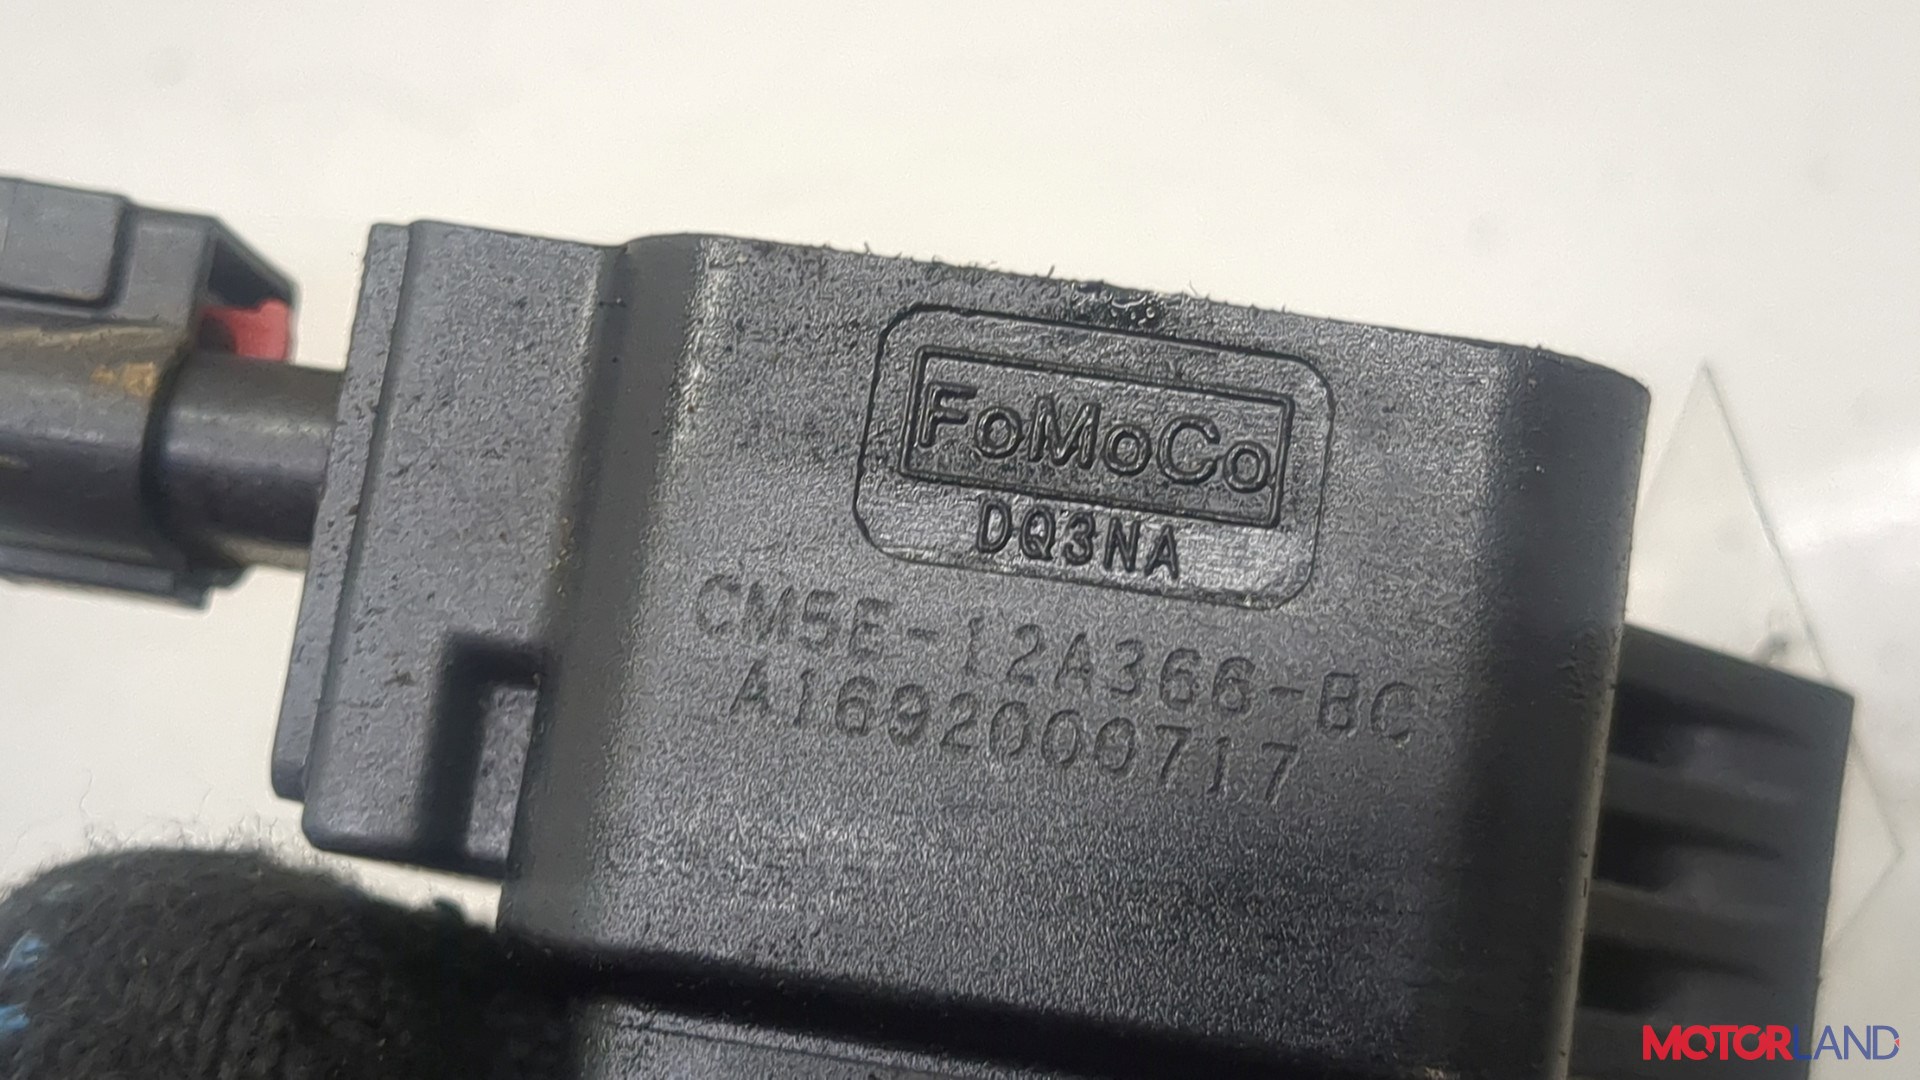 FoMoCo
DQ3NA
CM5E-12A366-BC
A1692000717
MOTORLAND